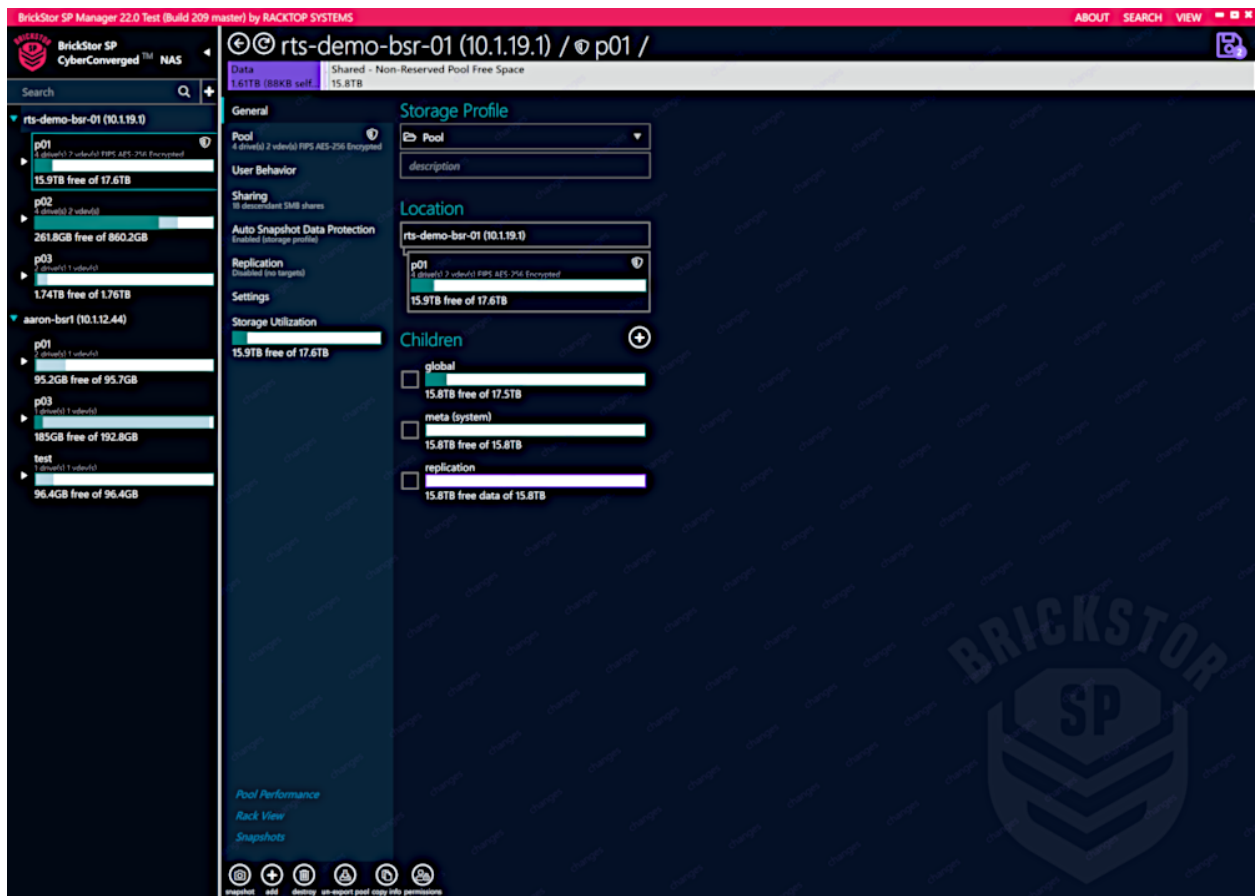 BrickStor SP Manager 22.0 Test (Build 209 master) by RACKTOP SYSTEMS
ABOUT SEARCH VIEW
BrickStor SP
CyberConverged™ NAS
Search
rts-demo-bsr-01 (10.1.19.1)
p01
4 drive(s) 2 vdev(s) FIPS AES-256 Encrypted
15.9TB free of 17.6TB
p02
4 drive(s) 2 vdev(s)
261.8GB free of 860.2GB
p03
2 drive(s) 1 vdev(s)
1.74TB free of 1.76TB
aaron-bsr1 (10.1.12.44)
p01
2 drive(s) 1 vdev(s)
95.2GB free of 95.7GB
p03
1 drive(s) 1 vdev(s)
185GB free of 192.8GB
test
1 drive(s) 1 vdev(s)
96.4GB free of 96.4GB
rts-demo-bsr-01 (10.1.19.1) / p01 /
2
Data
1.61TB (88KB self...
Shared - Non-Reserved Pool Free Space
15.8TB
General
Pool
4 drive(s) 2 vdev(s) FIPS AES-256 Encrypted
User Behavior
Sharing
18 descendant SMB shares
Auto Snapshot Data Protection
Enabled (storage profile)
Replication
Disabled (no targets)
Settings
Storage Utilization
15.9TB free of 17.6TB
Pool Performance
Rack View
Snapshots
snapshot add destroy un-export pool copy info permissions
Storage Profile
Pool
description
Location
rts-demo-bsr-01 (10.1.19.1)
p01
4 drive(s) 2 vdev(s) FIPS AES-256 Encrypted
15.9TB free of 17.6TB
Children
global
15.8TB free of 17.5TB
meta (system)
15.8TB free of 15.8TB
replication
15.8TB free data of 15.8TB
BRICKSTOR
SP